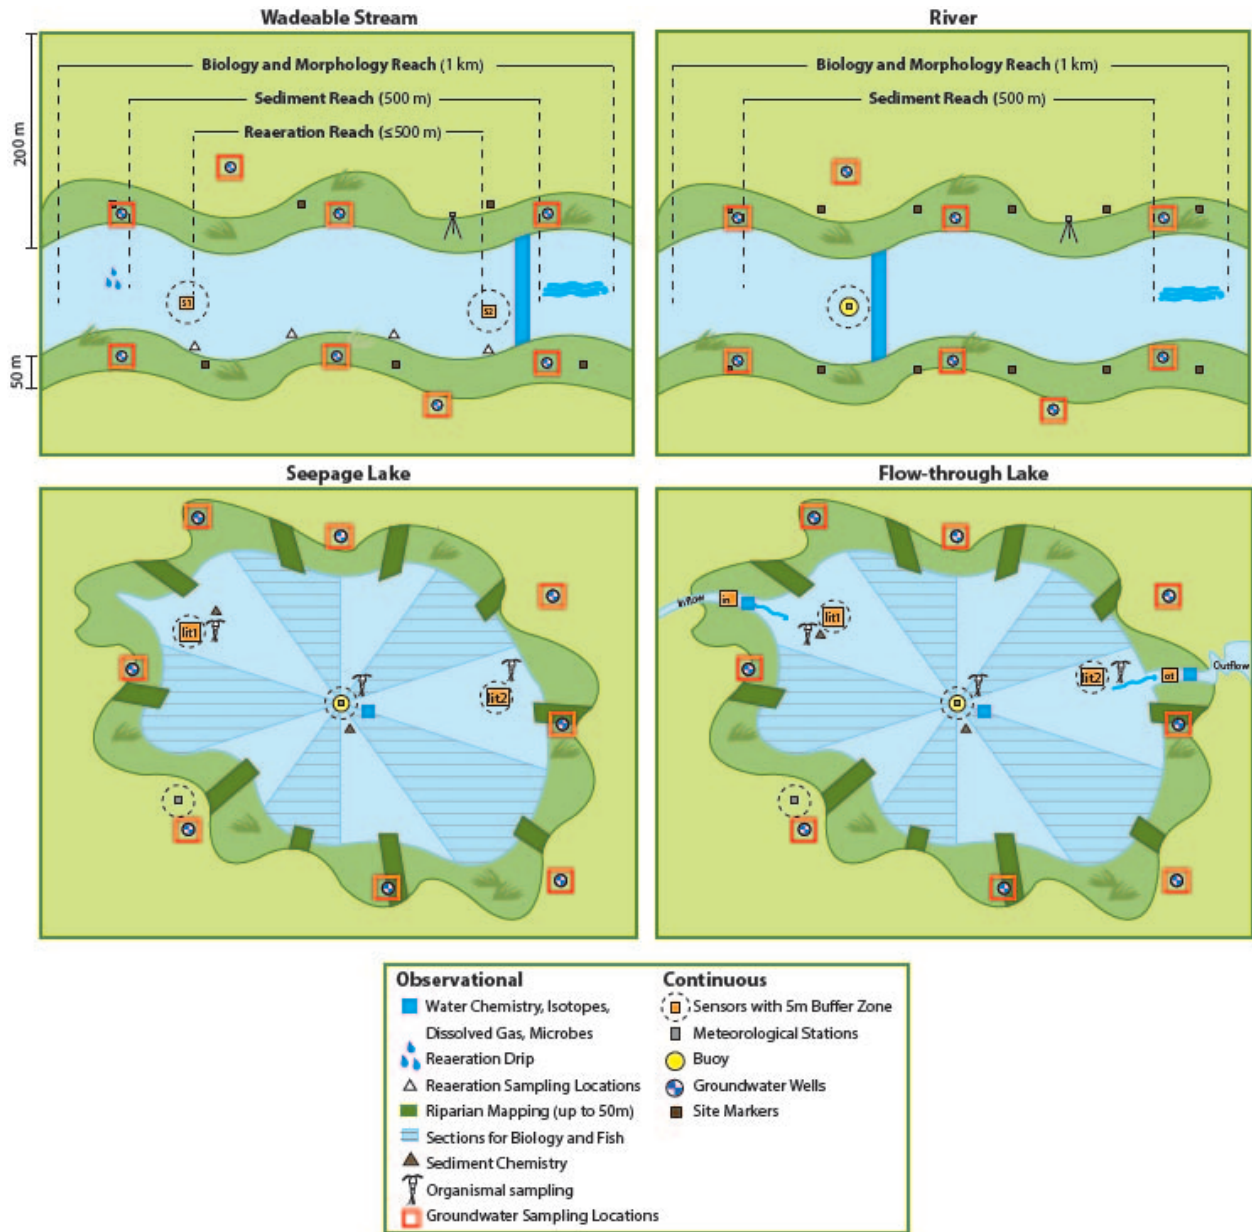 Wadeable Stream
River
Biology and Morphology Reach (1 km)
Sediment Reach (500 m)
Reaeration Reach (≤500 m)
200 m
50 m
S1
S2
Biology and Morphology Reach (1 km)
Sediment Reach (500 m)
Seepage Lake
Flow-through Lake
lit1
lit2
Inflow
in
lit1
lit2
ot
Outflow
Observational
Water Chemistry, Isotopes,
Dissolved Gas, Microbes
Reaeration Drip
Reaeration Sampling Locations
Riparian Mapping (up to 50m)
Sections for Biology and Fish
Sediment Chemistry
Organismal sampling
Groundwater Sampling Locations
Continuous
Sensors with 5m Buffer Zone
Meteorological Stations
Buoy
Groundwater Wells
Site Markers